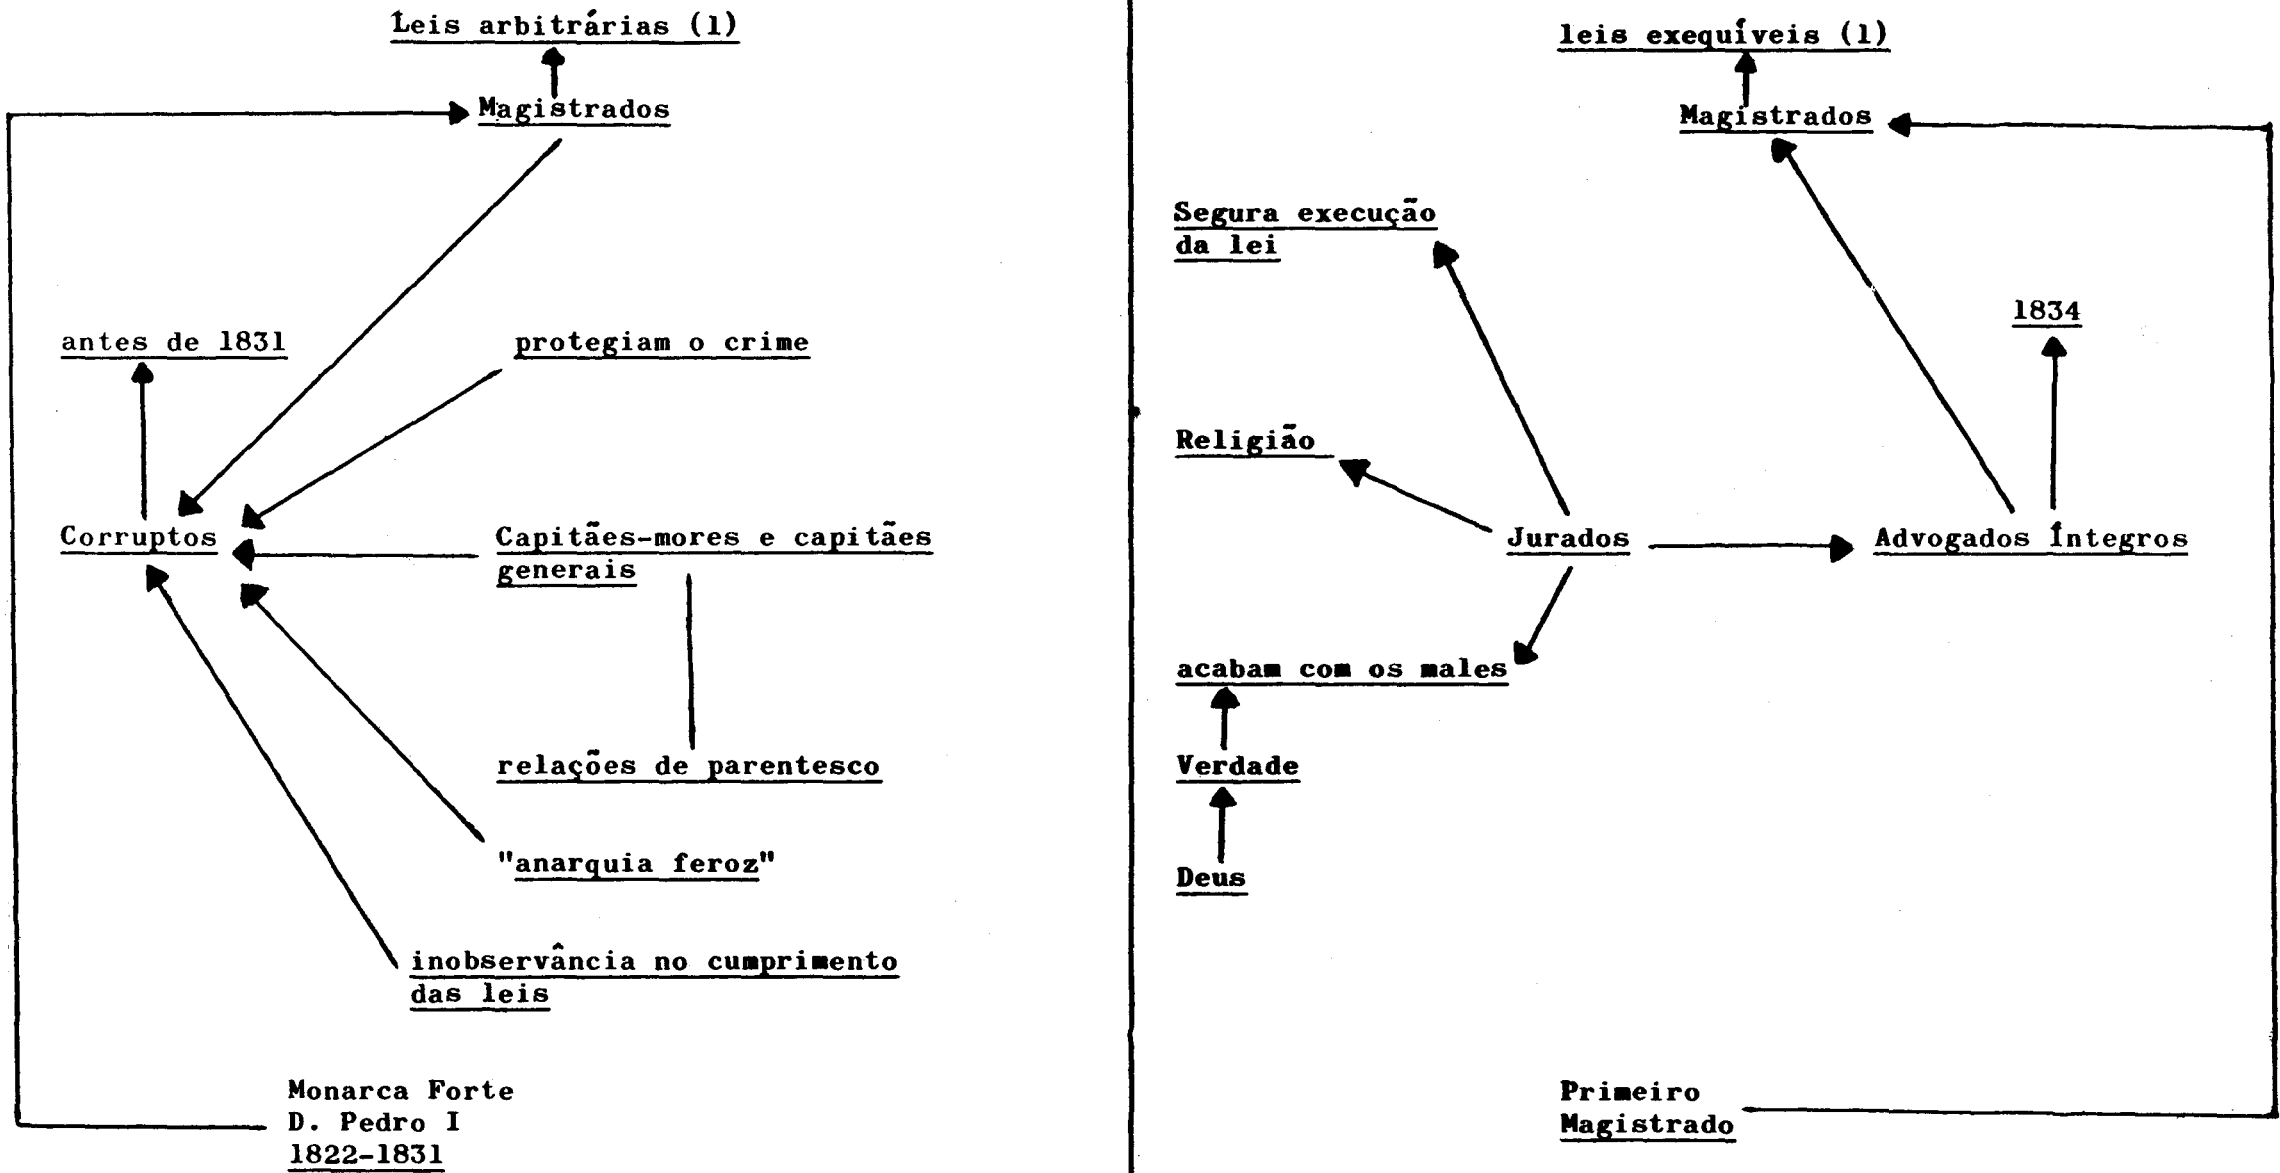 Leis arbitrárias (1)
Magistrados
antes de 1831
protegiam o crime
Corruptos
Capitães-mores e capitães
generais
relações de parentesco
"anarquia feroz"
inobservância no cumprimento
das leis
Monarca Forte
D. Pedro I
1822-1831
leis exequíveis (1)
Magistrados
Segura execução
da lei
1834
Religião
Jurados
Advogados Íntegros
acabam com os males
Verdade
Deus
Primeiro
Magistrado